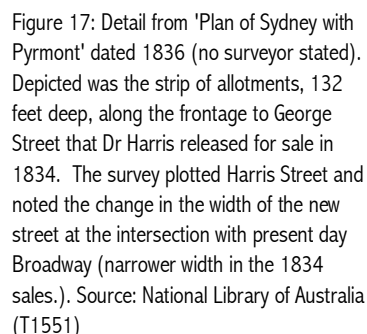 Figure 17: Detail from 'Plan of Sydney with
Pyrmont' dated 1836 (no surveyor stated).
Depicted was the strip of allotments, 132
feet deep, along the frontage to George
Street that Dr Harris released for sale in
1834.  The survey plotted Harris Street and
noted the change in the width of the new
street at the intersection with present day
Broadway (narrower width in the 1834
sales.). Source: National Library of Australia
(T1551)